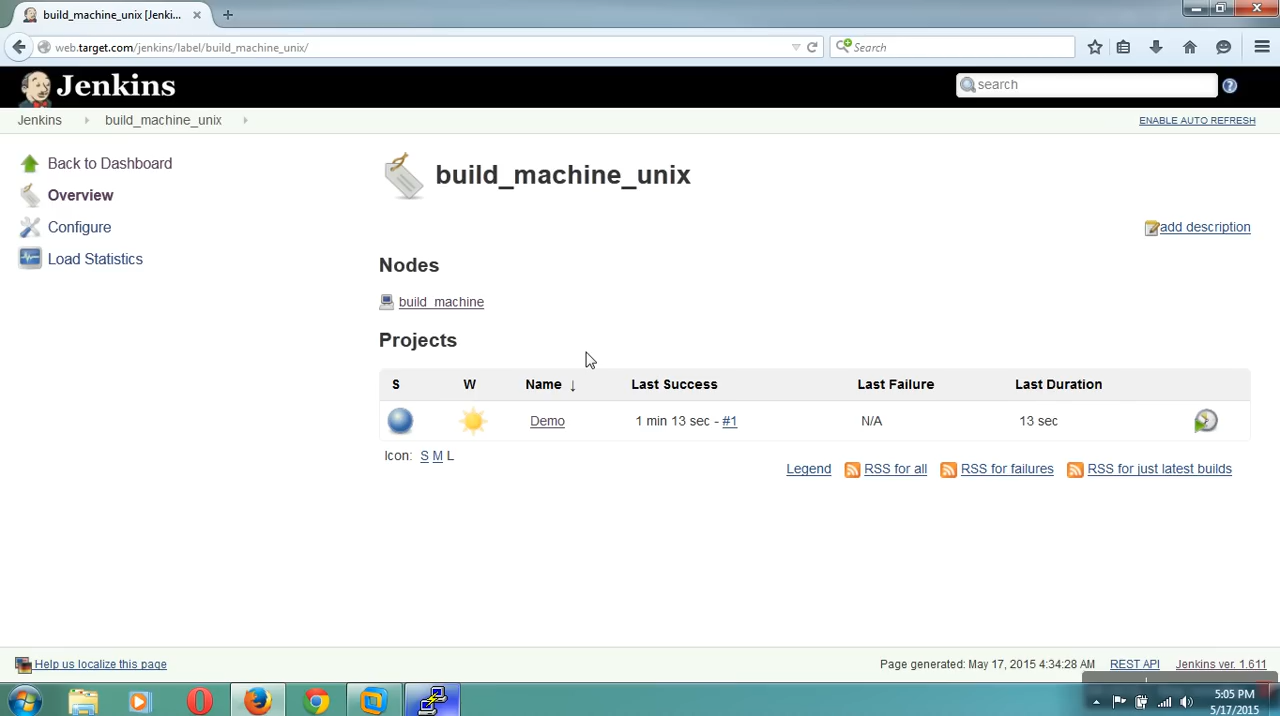 build_machine_unix [Jenki...
web.target.com/jenkins/label/build_machine_unix/
Search
Jenkins
search
Jenkins build_machine_unix
ENABLE AUTO REFRESH
Back to Dashboard
Overview
Configure
Load Statistics
build_machine_unix
add description
Nodes
build_machine
Projects
S W Name ↓ Last Success Last Failure Last Duration
Demo 1 min 13 sec - #1 N/A 13 sec
Icon: S M L
Legend RSS for all RSS for failures RSS for just latest builds
Help us localize this page
Page generated: May 17, 2015 4:34:28 AM REST API Jenkins ver. 1.611
5:05 PM
5/17/2015